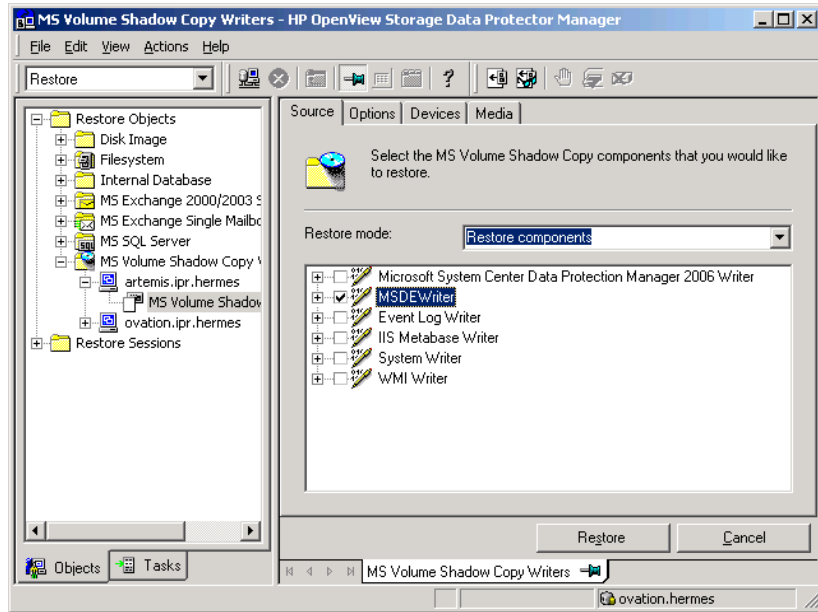 MS Volume Shadow Copy Writers - HP OpenView Storage Data Protector Manager
File Edit View Actions Help
Restore
Restore Objects
Disk Image
Filesystem
Internal Database
MS Exchange 2000/2003 S
MS Exchange Single Mailbo
MS SQL Server
MS Volume Shadow Copy
artemis.ipr.hermes
MS Volume Shadow
ovation.ipr.hermes
Restore Sessions
Objects Tasks
Source Options Devices Media
Select the MS Volume Shadow Copy components that you would like
to restore.
Restore mode: Restore components
Microsoft System Center Data Protection Manager 2006 Writer
MSDEWriter
Event Log Writer
IIS Metabase Writer
System Writer
WMI Writer
Restore Cancel
MS Volume Shadow Copy Writers
ovation.hermes